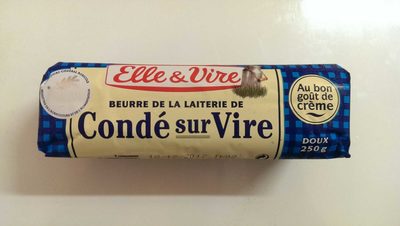 Elle & Vire
BEURRE DE LA LAITERIE DE
Condé sur Vire
Au bon
goût de
crème
DOUX
250g